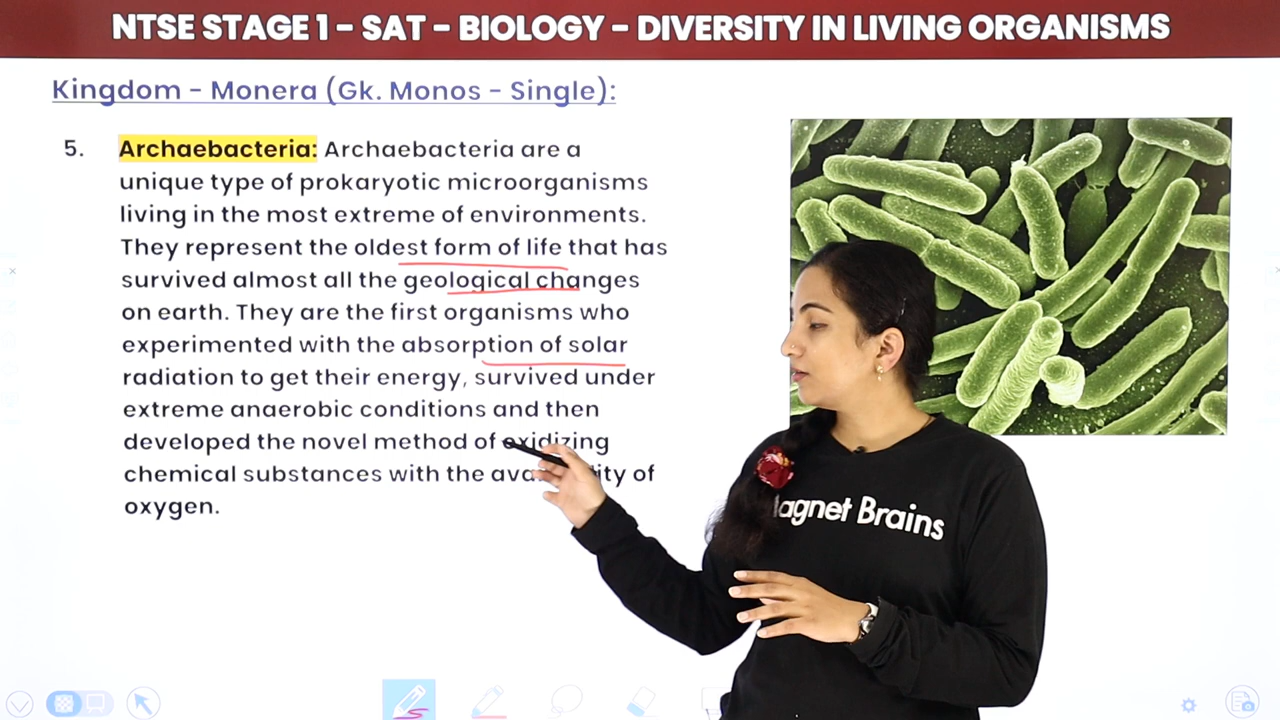 NTSE STAGE 1 - SAT - BIOLOGY - DIVERSITY IN LIVING ORGANISMS
Kingdom - Monera (Gk. Monos - Single):
5. Archaebacteria: Archaebacteria are a
unique type of prokaryotic microorganisms
living in the most extreme of environments.
They represent the oldest form of life that has
survived almost all the geological changes
on earth. They are the first organisms who
experimented with the absorption of solar
radiation to get their energy, survived under
extreme anaerobic conditions and then
developed the novel method of oxidizing
chemical substances with the of
oxygen.
Magnet Brains